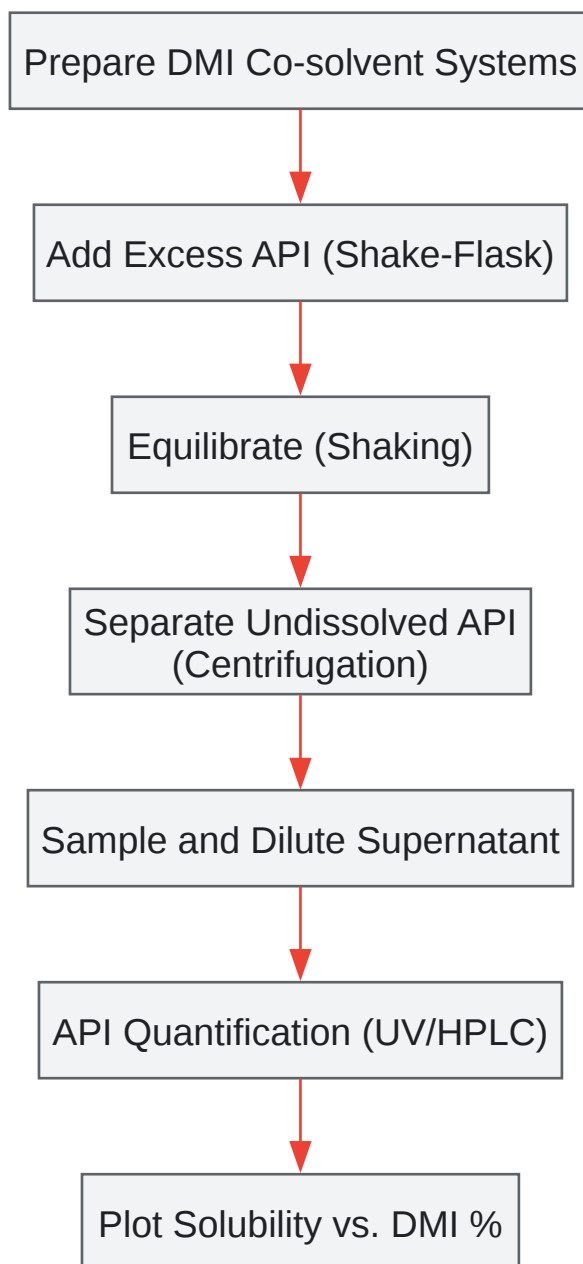 Prepare DMI Co-solvent Systems
Add Excess API (Shake-Flask)
Equilibrate (Shaking)
Separate Undissolved API
(Centrifugation)
Sample and Dilute Supernatant
API Quantification (UV/HPLC)
Plot Solubility vs. DMI %